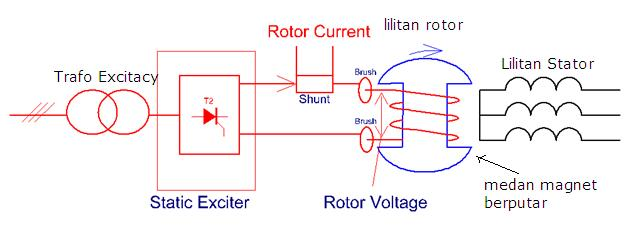 lilitan rotor
Rotor Current
Lilitan Stator
Trafo Excitacy
Brush
T2
Shunt
Brush
medan magnet
berputar
Static Exciter
Rotor Voltage